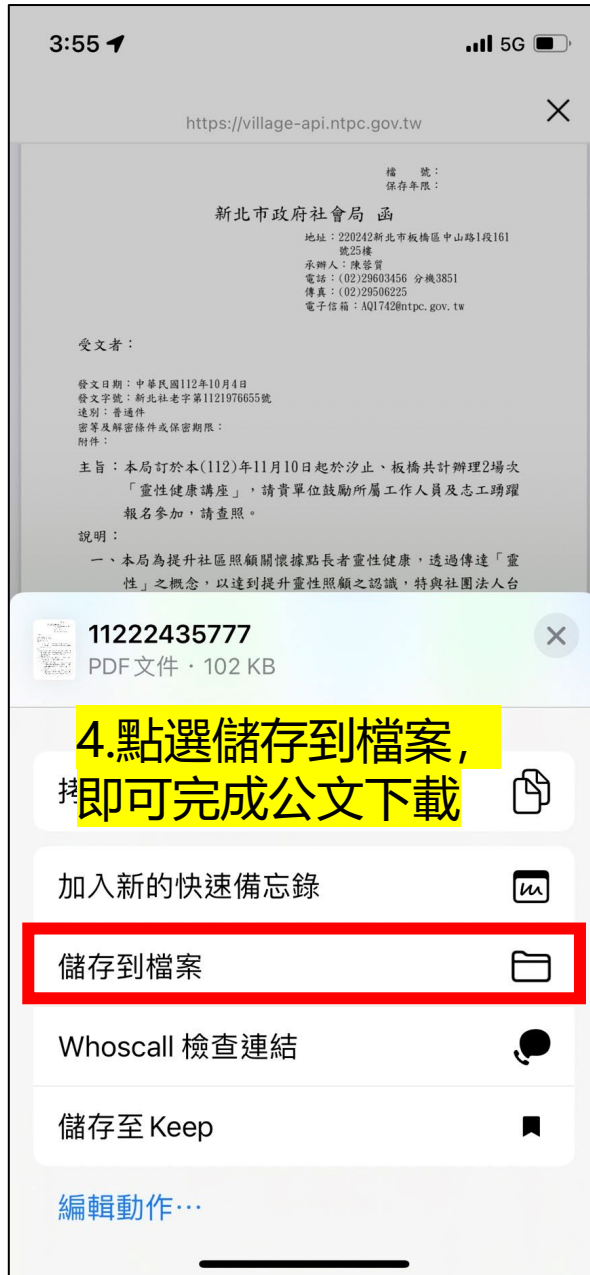 3:55
5G
https://village-api.ntpc.gov.tw
檔　　號：
保存年限：
新北市政府社會局 函
地址：220242新北市板橋區中山路1段161
號25樓
承辦人：陳蓉質
電話：(02)29603456 分機3851
傳真：(02)29506225
電子信箱：AQ1742@ntpc.gov.tw
受文者：
發文日期：中華民國112年10月4日
發文字號：新北社老字第1121976655號
速別：普通件
密等及解密條件或保密期限：
附件：
主旨：本局訂於本(112)年11月10日起於汐止、板橋共計辦理2場次
「靈性健康講座」，請貴單位鼓勵所屬工作人員及志工踴躍
報名參加，請查照。
說明：
一、本局為提升社區照顧關懷據點長者靈性健康，透過傳達「靈
性」之概念，以達到提升靈性照顧之認識，特與社團法人台
11222435777
PDF文件・102 KB
4.點選儲存到檔案，
即可完成公文下載
加入新的快速備忘錄
儲存到檔案
Whoscall 檢查連結
儲存至 Keep
編輯動作⋯